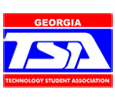 GEORGIA
TSA
TECHNOLOGY STUDENT ASSOCIATION